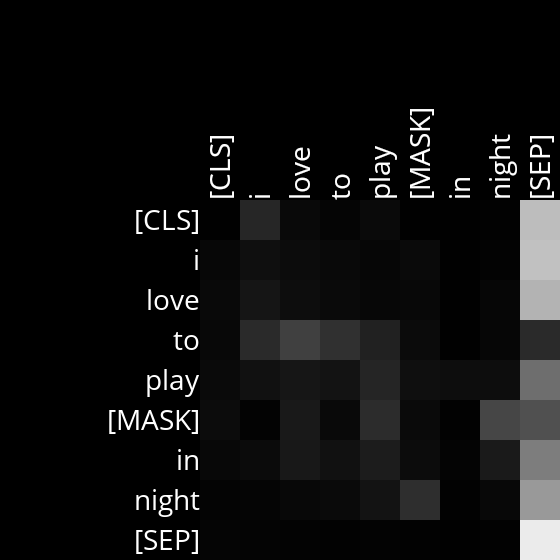 [CLS] i love to play [MASK] in night [SEP]
[CLS]
i
love
to
play
[MASK]
in
night
[SEP]